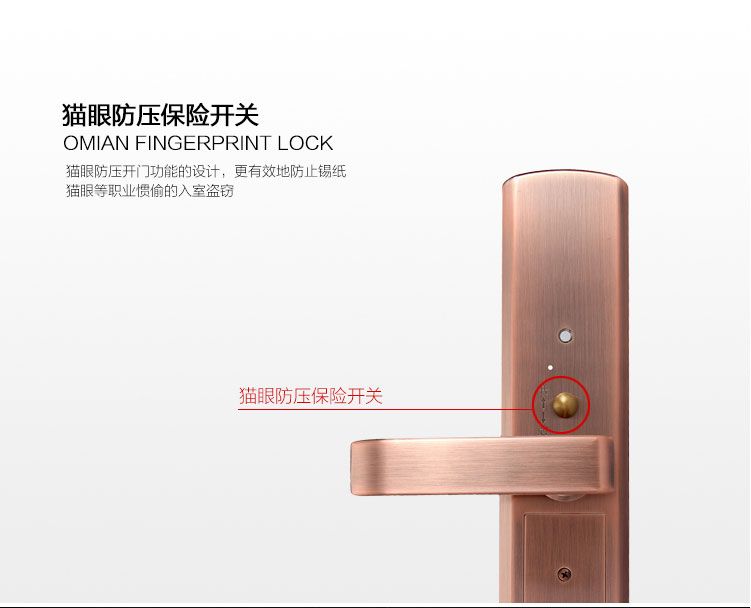 猫眼防压保险开关
OMIAN FINGERPRINT LOCK
猫眼防压开门功能的设计，更有效地防止锡纸
猫眼等职业惯偷的入室盗窃
猫眼防压保险开关